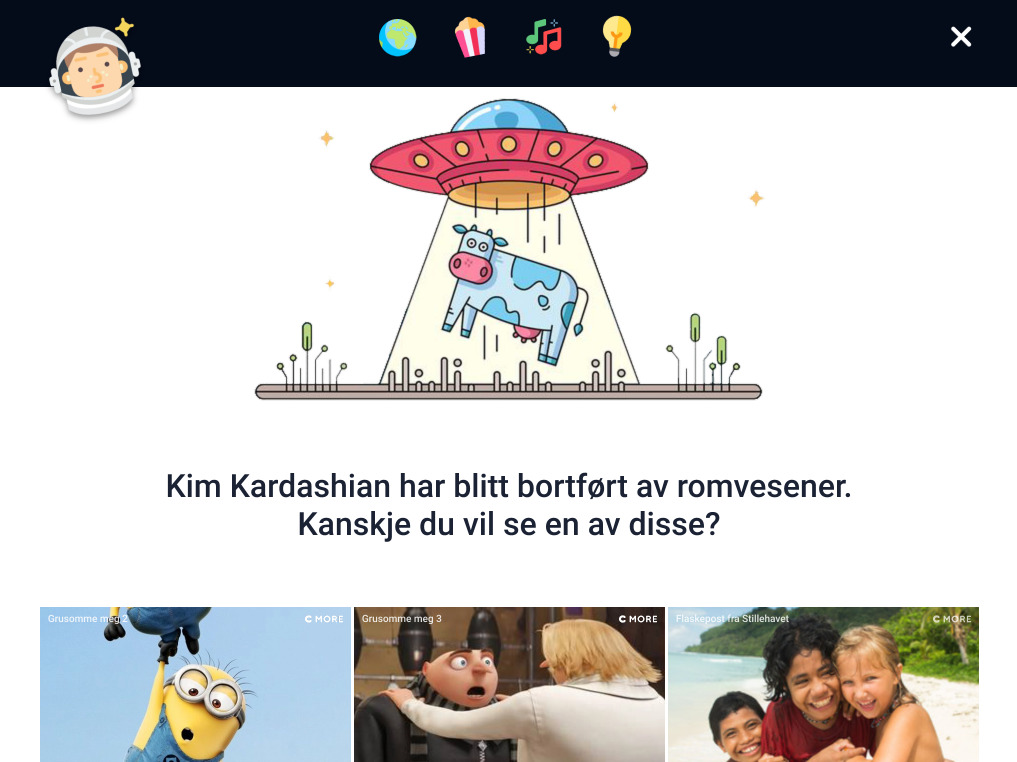 Kim Kardashian har blitt bortført av romvesener.
Kanskje du vil se en av disse?
Grusomme meg 2
C MORE
Grusomme meg 3
C MORE
Flaskepost fra Stillehavet
C MORE